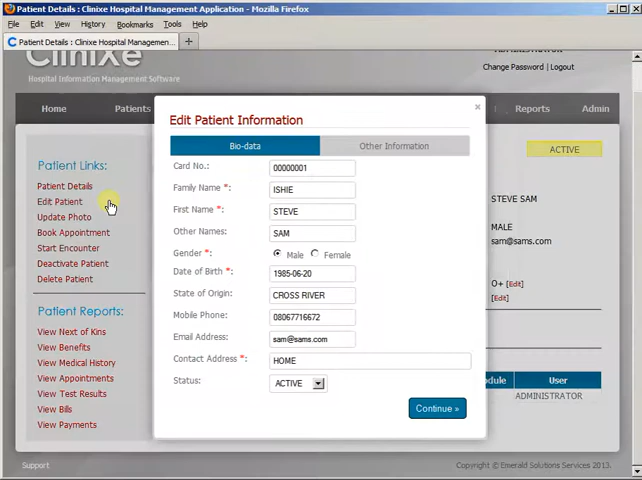 Patient Details : Clinixe Hospital Management Application - Mozilla Firefox
File Edit View History Bookmarks Tools Help
Patient Details : Clinixe Hospital Managemen...
Clinixe
Hospital Information Management Software
ADMINISTRATOR
Change Password | Logout
Home Patients Reports Admin
Patient Links:
Patient Details
Edit Patient
Update Photo
Book Appointment
Start Encounter
Deactivate Patient
Delete Patient
Patient Reports:
View Next of Kins
View Benefits
View Medical History
View Appointments
View Test Results
View Bills
View Payments
Edit Patient Information
Bio-data Other Information
Card No.: 00000001
Family Name *: ISHIE
First Name *: STEVE
Other Names: SAM
Gender *: Male Female
Date of Birth *: 1985-06-20
State of Origin: CROSS RIVER
Mobile Phone: 08067716672
Email Address: sam@sams.com
Contact Address *: HOME
Status: ACTIVE
Continue »
ACTIVE
STEVE SAM
MALE
sam@sams.com
O+ [Edit]
[Edit]
dule User
ADMINISTRATOR
Support
Copyright © Emerald Solutions Services 2013.